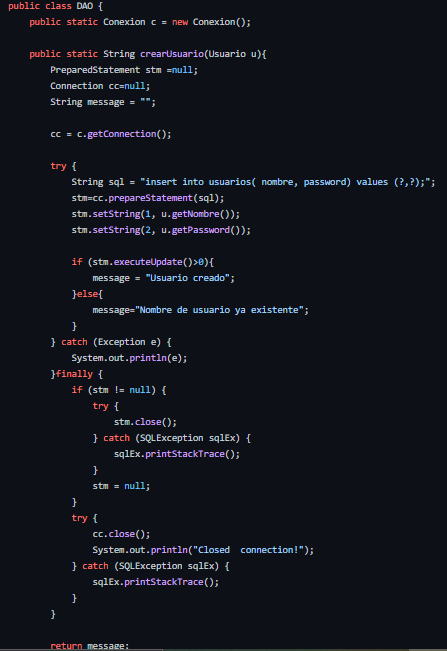 public class DAO {
    public static Conexion c = new Conexion();

    public static String crearUsuario(Usuario u){
        PreparedStatement stm =null;
        Connection cc=null;
        String message = "";

        cc = c.getConnection();

        try {
            String sql = "insert into usuarios( nombre, password) values (?,?);";
            stm=cc.prepareStatement(sql);
            stm.setString(1, u.getNombre());
            stm.setString(2, u.getPassword());

            if (stm.executeUpdate()>0){
                message = "Usuario creado";
            }else{
                message="Nombre de usuario ya existente";
            }
        } catch (Exception e) {
            System.out.println(e);
        }finally {
            if (stm != null) {
                try {
                    stm.close();
                } catch (SQLException sqlEx) {
                    sqlEx.printStackTrace();
                }
                stm = null;
            }
            try {
                cc.close();
                System.out.println("Closed  connection!");
            } catch (SQLException sqlEx) {
                sqlEx.printStackTrace();
            }
        }

        return message;